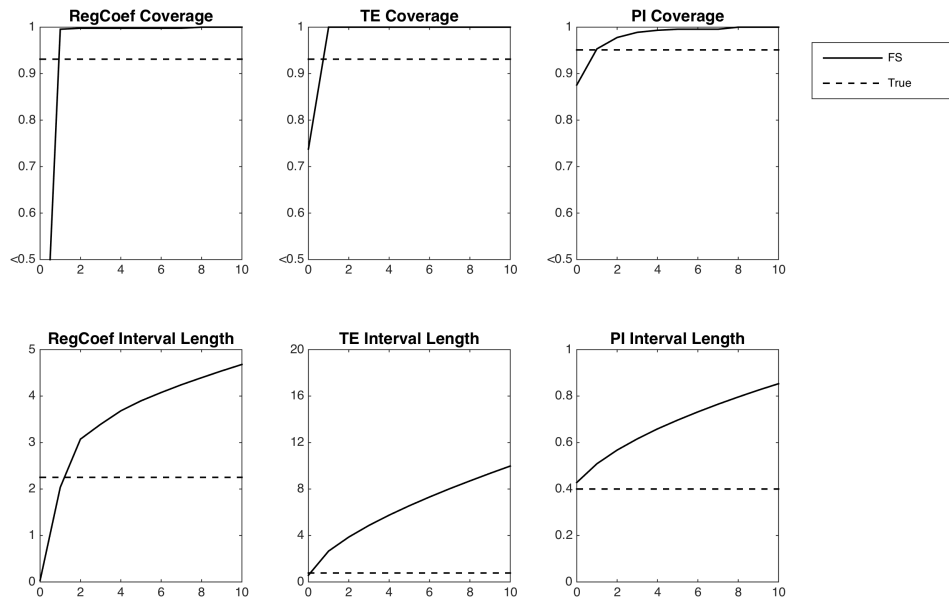 RegCoef Coverage
1
0.9
0.8
0.7
0.6
<0.5
0 2 4 6 8 10
TE Coverage
1
0.9
0.8
0.7
0.6
<0.5
0 2 4 6 8 10
PI Coverage
1
0.9
0.8
0.7
0.6
<0.5
0 2 4 6 8 10
FS
True
RegCoef Interval Length
5
4
3
2
1
0
0 2 4 6 8 10
TE Interval Length
20
16
12
8
4
0
0 2 4 6 8 10
PI Interval Length
1
0.8
0.6
0.4
0.2
0
0 2 4 6 8 10